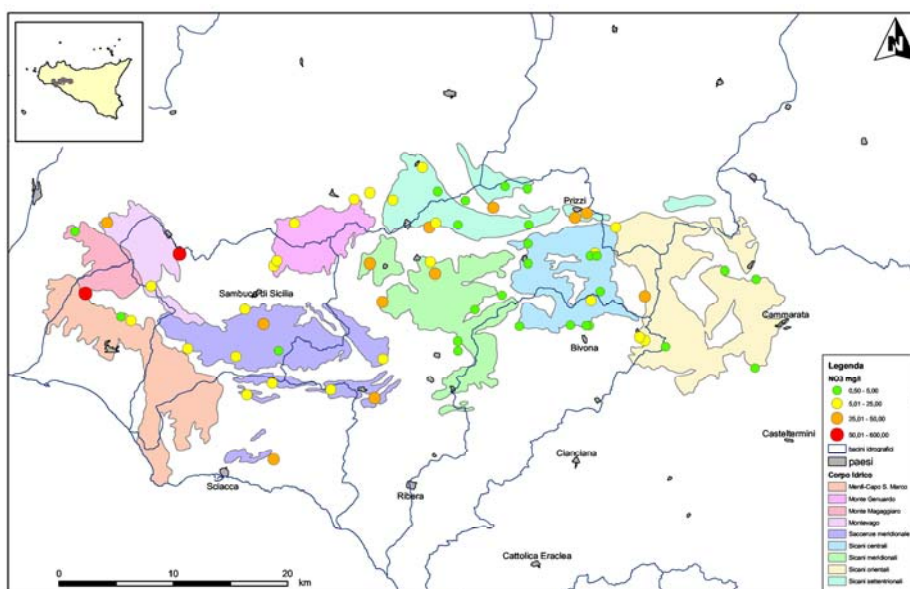 N
Prizzi
Sambuca di Sicilia
Cammarata
Bivona
Casteltermini
Cianciana
Sciacca
Ribera
Cattolica Eraclea
0 10 20
km
Legenda
NO3 mg/l
0,50 - 5,00
5,01 - 25,00
25,01 - 50,00
50,01 - 600,00
bacini idrografici
paesi
Corpo Idrico
Menfi-Capo S. Marco
Monte Genuardo
Monte Magaggiaro
Montevago
Saccense meridionale
Sicani centrali
Sicani meridionali
Sicani orientali
Sicani settentrionali